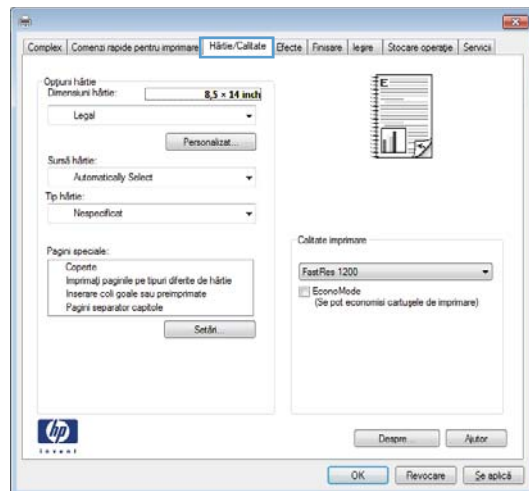 Complex
Comenzi rapide pentru imprimare
Hârtie/Calitate
Efecte
Finisare
Ieşire
Stocare operaţie
Servicii
Opţiuni hârtie
Dimensiuni hârtie:
8,5 × 14 inch
Legal
Personalizat...
Sursă hârtie:
Automatically Select
Tip hârtie:
Nespecificat
Pagini speciale:
Coperte
Imprimaţi paginile pe tipuri diferite de hârtie
Inserare coli goale sau preimprimate
Pagini separator capitole
Setări...
E
Calitate imprimare
FastRes 1200
EconoMode
(Se pot economisi cartuşele de imprimare)
hp
invent
Despre...
Ajutor
OK
Revocare
Se aplică